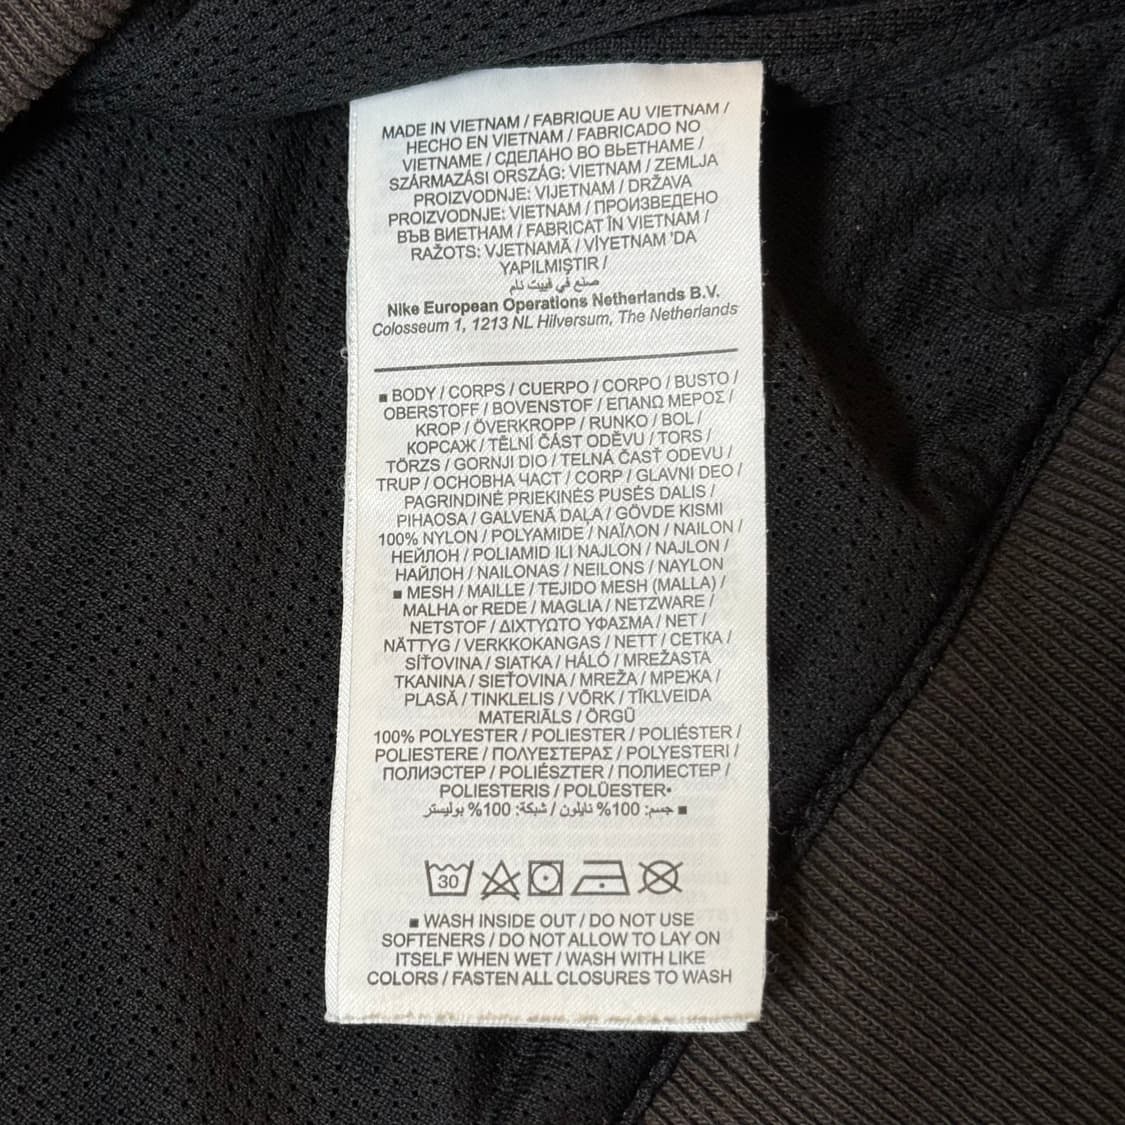 MADE IN VIETNAM / FABRIQUE AU VIETNAM /
HECHO EN VIETNAM / FABRICADO NO
VIETNAME / СДЕЛАНО ВО ВЬЕТНАМЕ /
SZÁRMAZÁSI ORSZÁG: VIETNAM / ZEMLJA
PROIZVODNJE: VIJETNAM / DRŽAVA
PROIZVODNJE: VIETNAM / ПРОИЗВЕДЕНО
ВЪВ ВИЕТНАМ / FABRICAT ÎN VIETNAM /
RAŽOTS: VJETNAMĀ / VİYETNAM 'DA
YAPILMIŞTIR /
صنع في فييت نام
Nike European Operations Netherlands B.V.
Colosseum 1, 1213 NL Hilversum, The Netherlands
■ BODY / CORPS / CUERPO / CORPO / BUSTO /
OBERSTOFF / BOVENSTOF / ΕΠΑΝΩ ΜΕΡΟΣ /
KROP / ÖVERKROPP / RUNKO / BOL /
КОРСАЖ / TĚLNÍ ČÁST ODĚVU / TORS /
TÖRZS / GORNJI DIO / TELNÁ ČASŤ ODEVU /
TRUP / ОСНОВНА ЧАСТ / CORP / GLAVNI DEO /
PAGRINDINĖ PRIEKINĖS PUSĖS DALIS /
PIHAOSA / GALVENĀ DAĻA / GÖVDE KISMI
100% NYLON / POLYAMIDE / ΝΑΪΛΟΝ / NAILON /
НЕЙЛОН / POLIAMID ILI NAJLON / NAJLON /
НАЙЛОН / NAILONAS / NEILONS / NAYLON
■ MESH / MAILLE / TEJIDO MESH (MALLA) /
MALHA or REDE / MAGLIA / NETZWARE /
NETSTOF / ΔΙΧΤΥΩΤΟ ΥΦΑΣΜΑ / NET /
NÄTTYG / VERKKOKANGAS / NETT / СЕТКА /
SÍŤOVINA / SIATKA / HÁLÓ / MREŽASTA
TKANINA / SIEŤOVINA / MREŽA / МРЕЖА /
PLASĂ / TINKLELIS / VÕRK / TĪKLVEIDA
MATERIĀLS / ÖRGÜ
100% POLYESTER / POLIESTER / POLIÉSTER /
POLIESTERE / ΠΟΛΥΕΣΤΕΡΑΣ / POLYESTERI /
ПОЛИЭСТЕР / POLIÉSZTER / ПОЛИЕСТЕР /
POLIESTERIS / POLÜESTER•
■ جسم: 100% نايلون / شبكة: 100% بوليستر
30
■ WASH INSIDE OUT / DO NOT USE
SOFTENERS / DO NOT ALLOW TO LAY ON
ITSELF WHEN WET / WASH WITH LIKE
COLORS / FASTEN ALL CLOSURES TO WASH